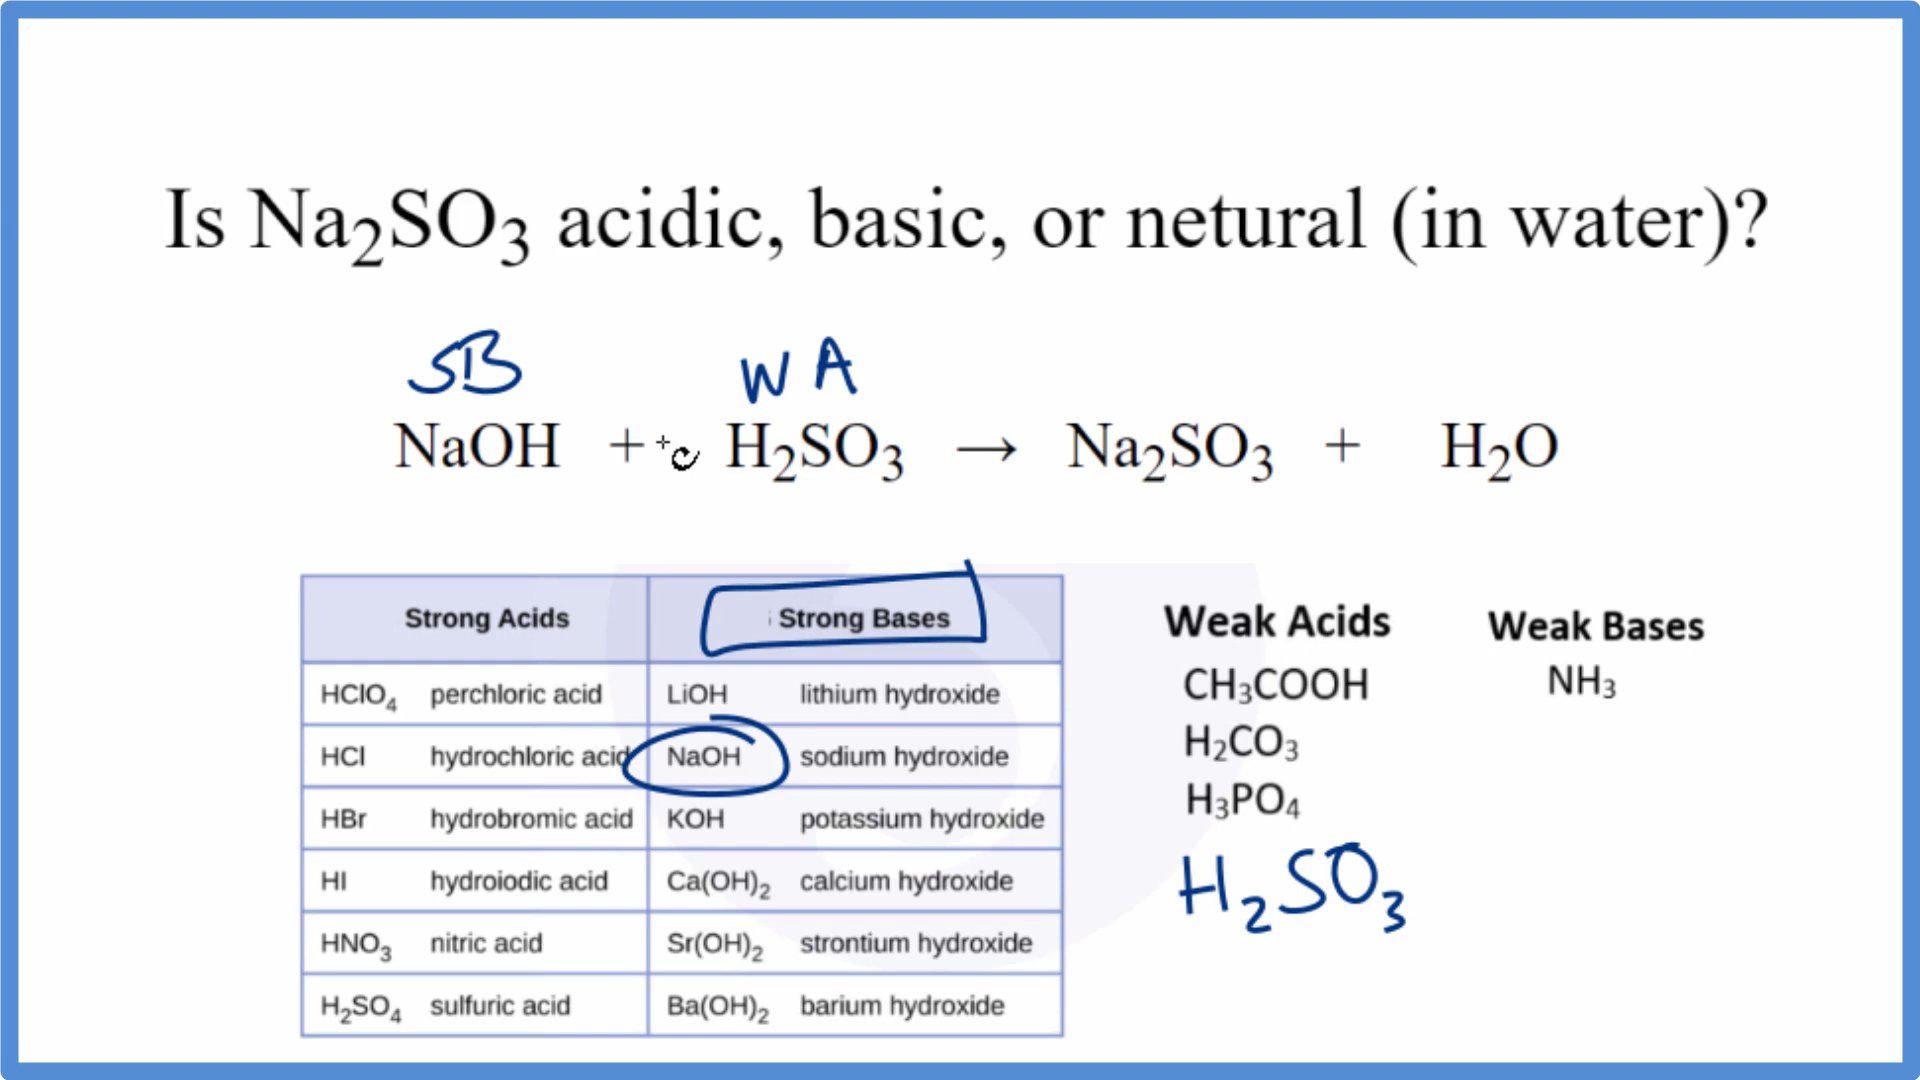 Is Na₂SO₃ acidic, basic, or netural (in water)?
SB WA
NaOH + H₂SO₃ → Na₂SO₃ + H₂O
Strong Acids Strong Bases
HClO₄ perchloric acid LiOH lithium hydroxide
HCl hydrochloric acid NaOH sodium hydroxide
HBr hydrobromic acid KOH potassium hydroxide
HI hydroiodic acid Ca(OH)₂ calcium hydroxide
HNO₃ nitric acid Sr(OH)₂ strontium hydroxide
H₂SO₄ sulfuric acid Ba(OH)₂ barium hydroxide
Weak Acids
CH₃COOH
H₂CO₃
H₃PO₄
H₂SO₃
Weak Bases
NH₃